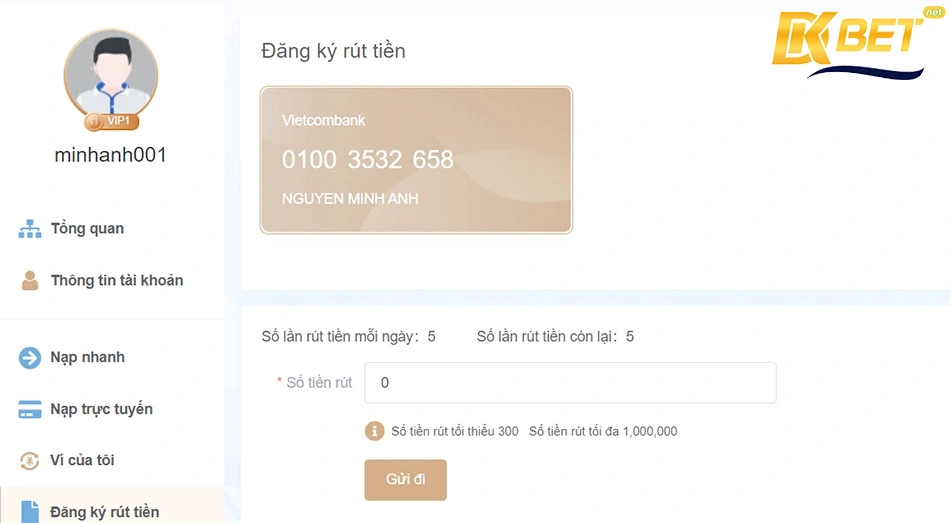 DKBET
net
VIP1
minhanh001
Tổng quan
Thông tin tài khoản
Nạp nhanh
Nạp trực tuyến
Ví của tôi
Đăng ký rút tiền
Đăng ký rút tiền
Vietcombank
0100 3532 658
NGUYEN MINH ANH
Số lần rút tiền mỗi ngày: 5 Số lần rút tiền còn lại: 5
* Số tiền rút 0
Số tiền rút tối thiểu 300 Số tiền rút tối đa 1,000,000
Gửi đi